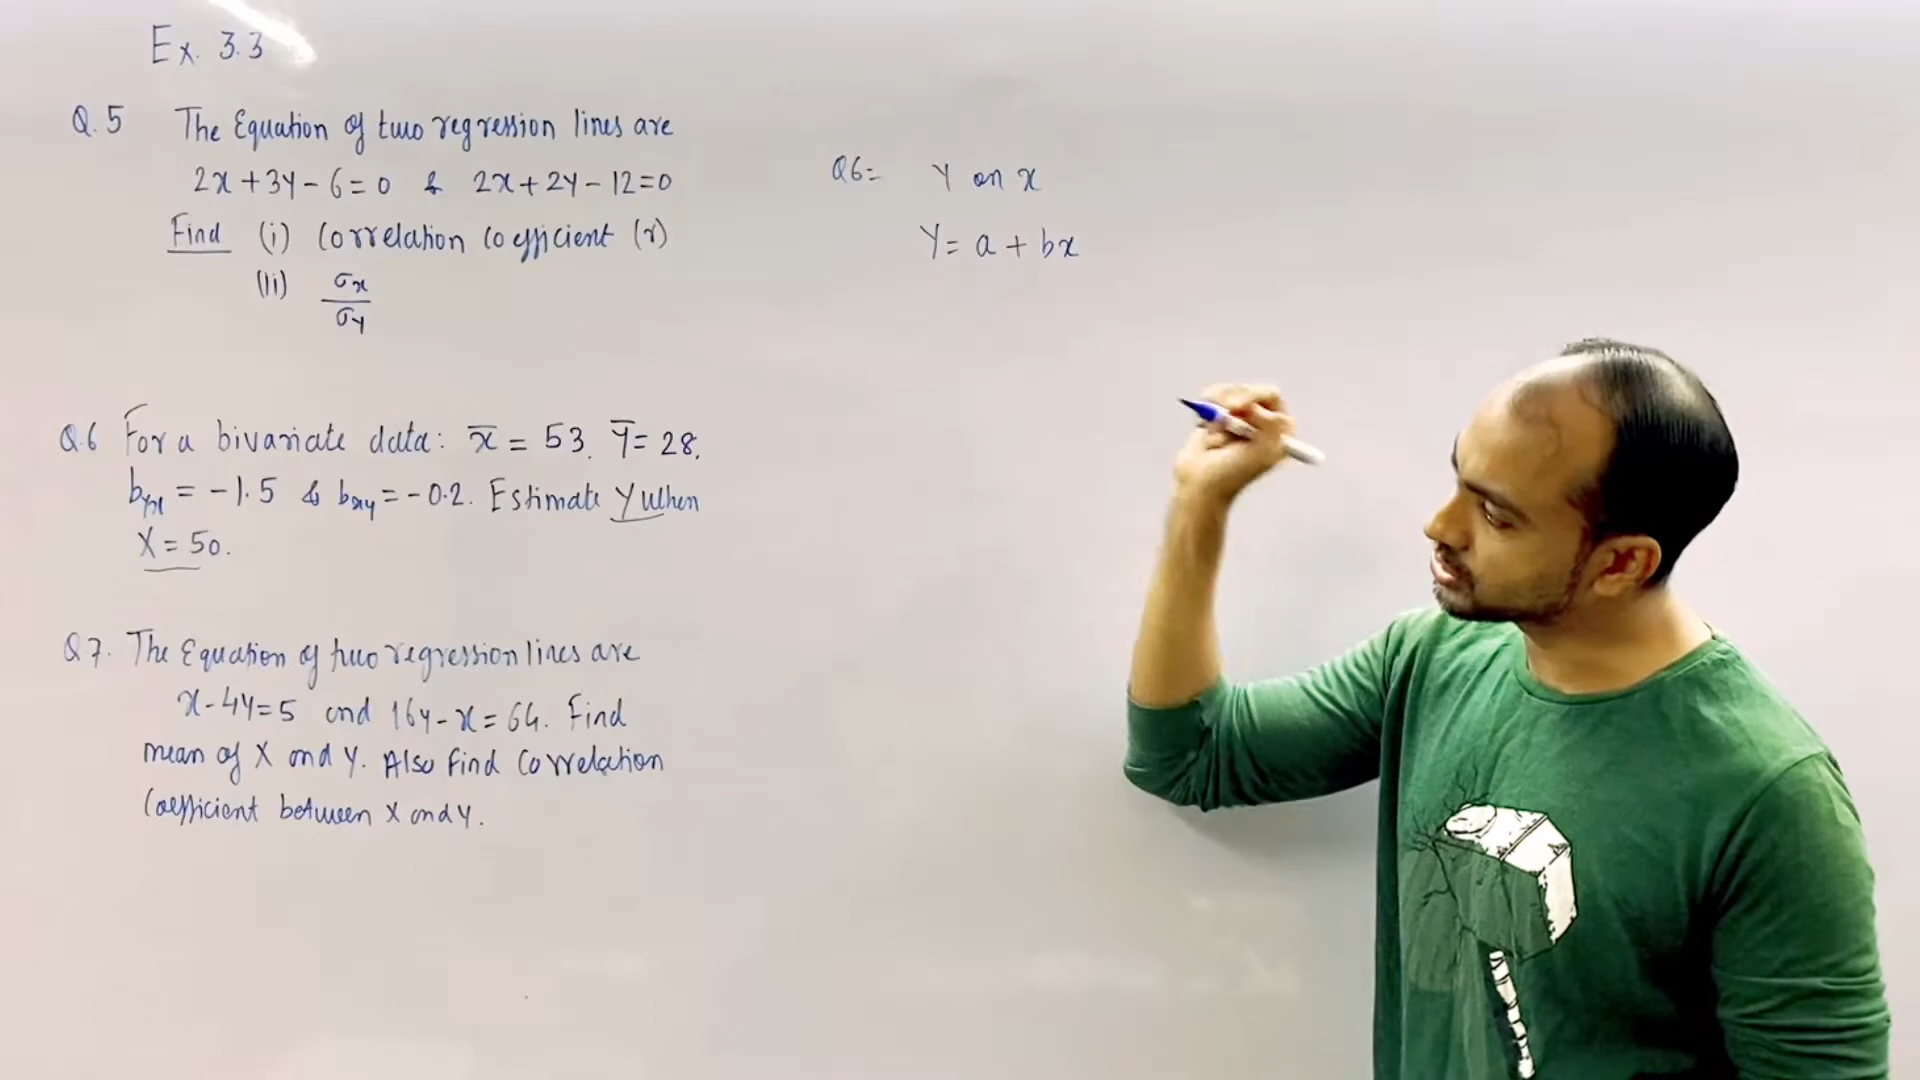 Ex. 3.3
Q.5 The Equation of two regression lines are
2x+3y-6=0 & 2x+2y-12=0
Find (i) Correlation coefficient (r)
(ii) σx/σy
Q.6 For a bivariate data: x̄ = 53. ȳ = 28.
byx = -1.5 & bxy = -0.2. Estimate Y when
X = 50.
Q7. The Equation of two regression lines are
x-4y=5 and 16y-x=64. Find
mean of X and Y. Also find Correlation
Coefficient between X and Y.
Q6= Y on x
Y= a + bx